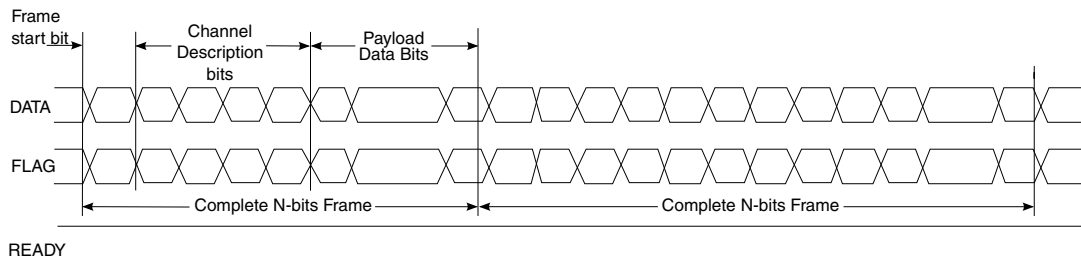 Frame
start bit
Channel
Description
bits
Payload
Data Bits
DATA
FLAG
Complete N-bits Frame
Complete N-bits Frame
READY